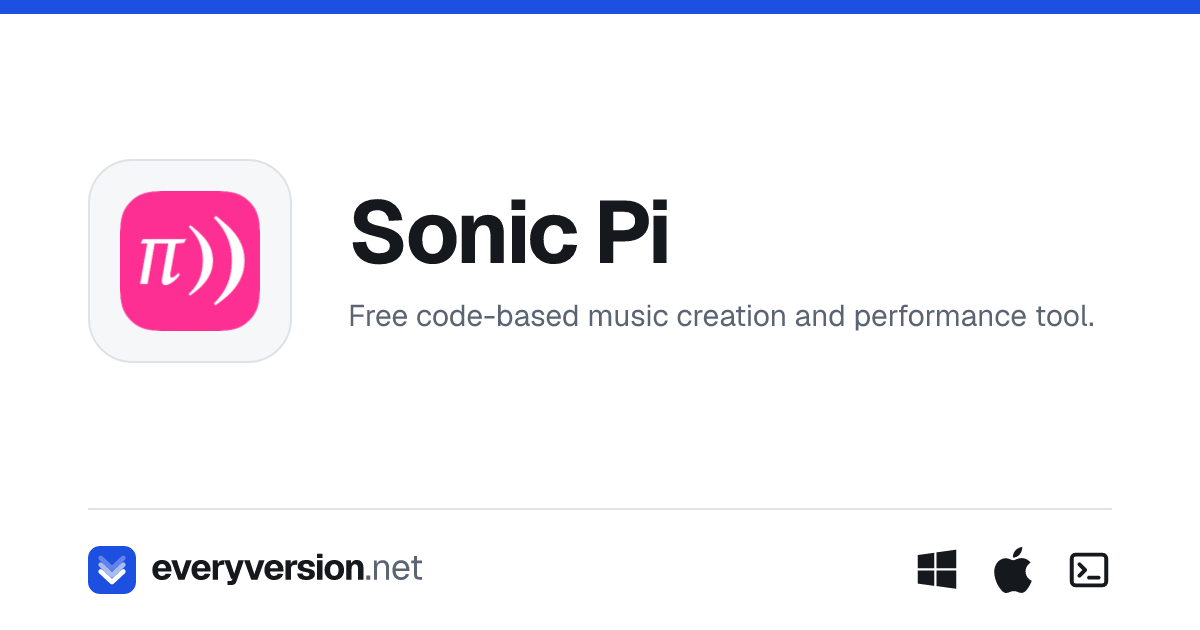 π))
Sonic Pi
Free code-based music creation and performance tool.
everyversion.net